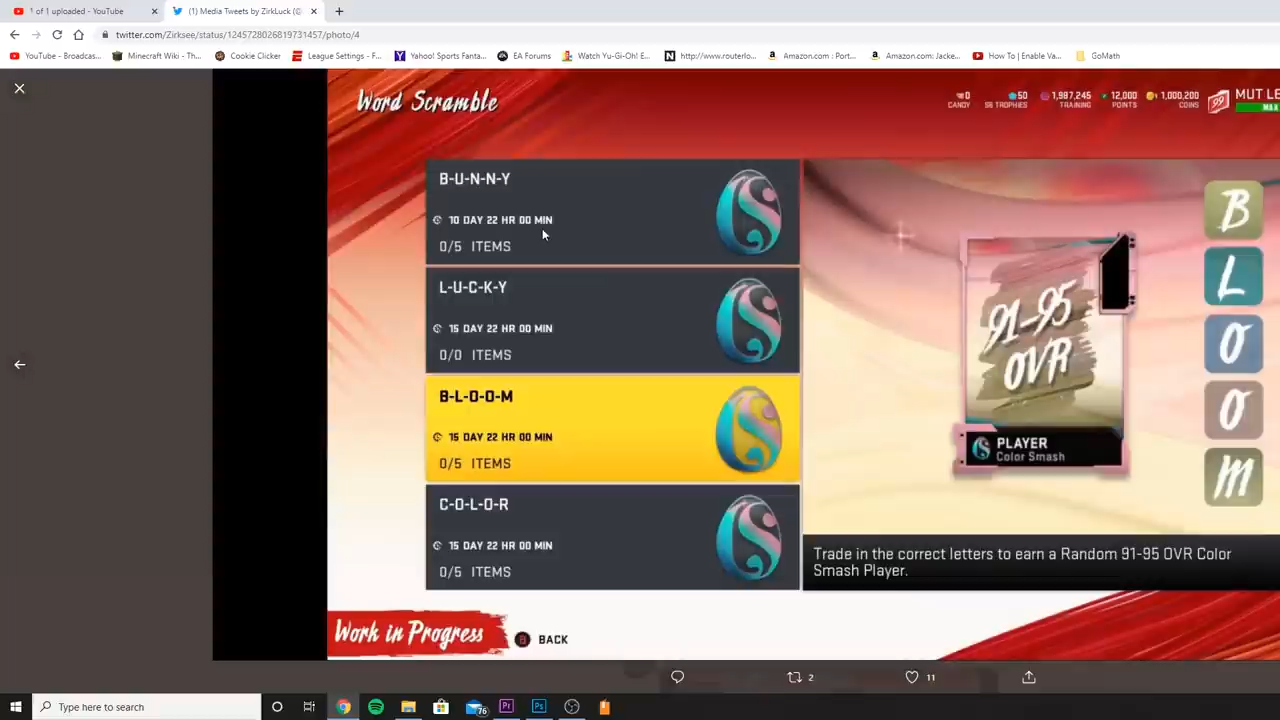 1 of 1 uploaded - YouTube
(1) Media Tweets by ZirkLuck (@
twitter.com/Zirksee/status/1245728026819731457/photo/4
YouTube - Broadcas...
Minecraft Wiki - Th...
Cookie Clicker
League Settings - F...
Yahoo! Sports Fanta...
EA Forums
Watch Yu-Gi-Oh! E...
http://www.routerlo...
Amazon.com : Port...
Amazon.com: Jacke...
How To | Enable Va...
GoMath
Word Scramble
0
CANDY
50
56 TROPHIES
1,987,245
TRAINING
12,000
POINTS
1,000,200
COINS
99
MUT LE
MAX
B-U-N-N-Y
10 DAY 22 HR 00 MIN
0/5 ITEMS
L-U-C-K-Y
15 DAY 22 HR 00 MIN
0/0 ITEMS
B-L-O-O-M
15 DAY 22 HR 00 MIN
0/5 ITEMS
C-O-L-O-R
15 DAY 22 HR 00 MIN
0/5 ITEMS
91-95
OVR
PLAYER
Color Smash
B
L
O
O
M
Trade in the correct letters to earn a Random 91-95 OVR Color
Smash Player.
Work in Progress
B BACK
2
11
Type here to search
76
Pr
Ps